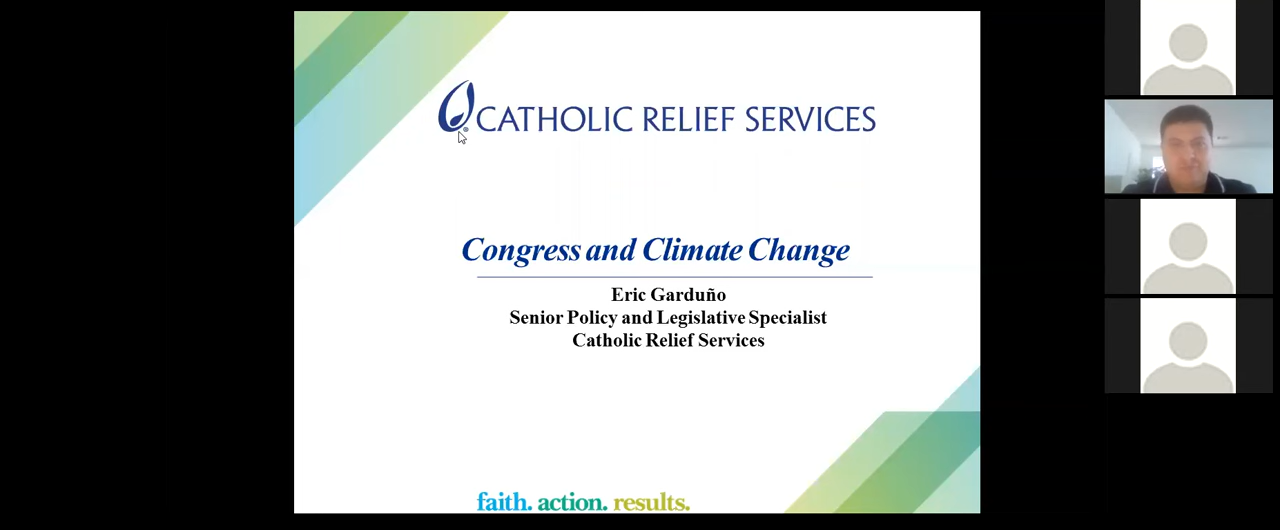 CATHOLIC RELIEF SERVICES
Congress and Climate Change
Eric Garduño
Senior Policy and Legislative Specialist
Catholic Relief Services
faith. action. results.